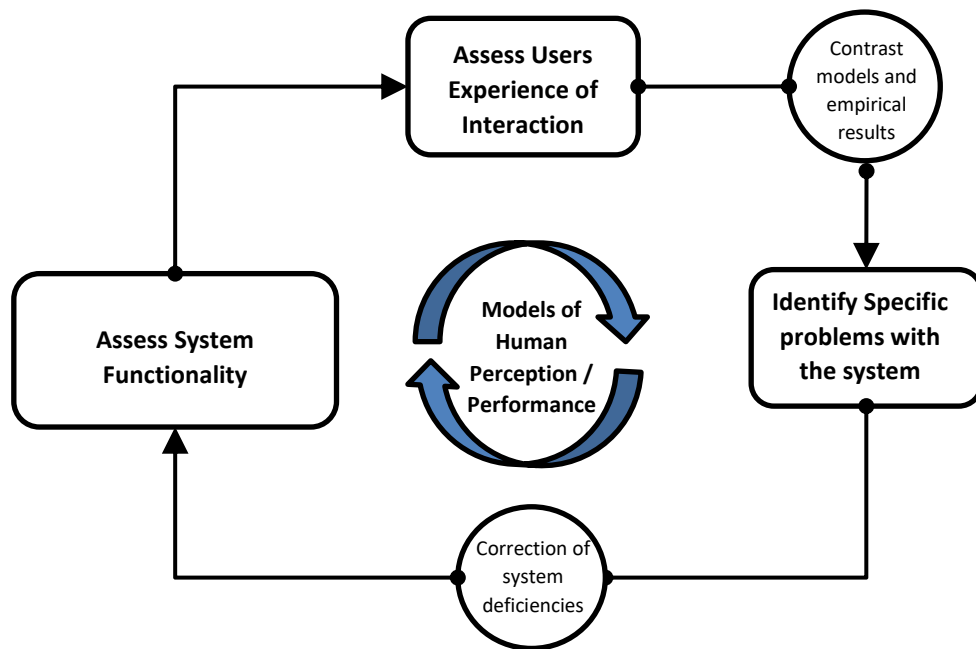 Assess Users
Experience of
Interaction
Contrast
models and
empirical
results
Assess System
Functionality
Models of
Human
Perception /
Performance
Identify Specific
problems with
the system
Correction of
system
deficiencies